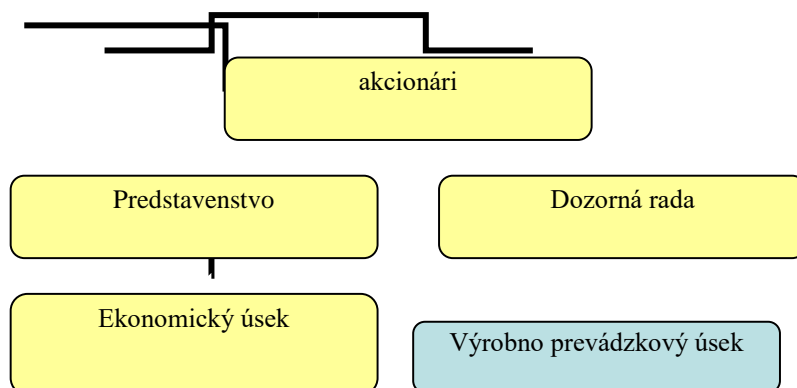 akcionári
Predstavenstvo
Dozorná rada
Ekonomický úsek
Výrobno prevádzkový úsek